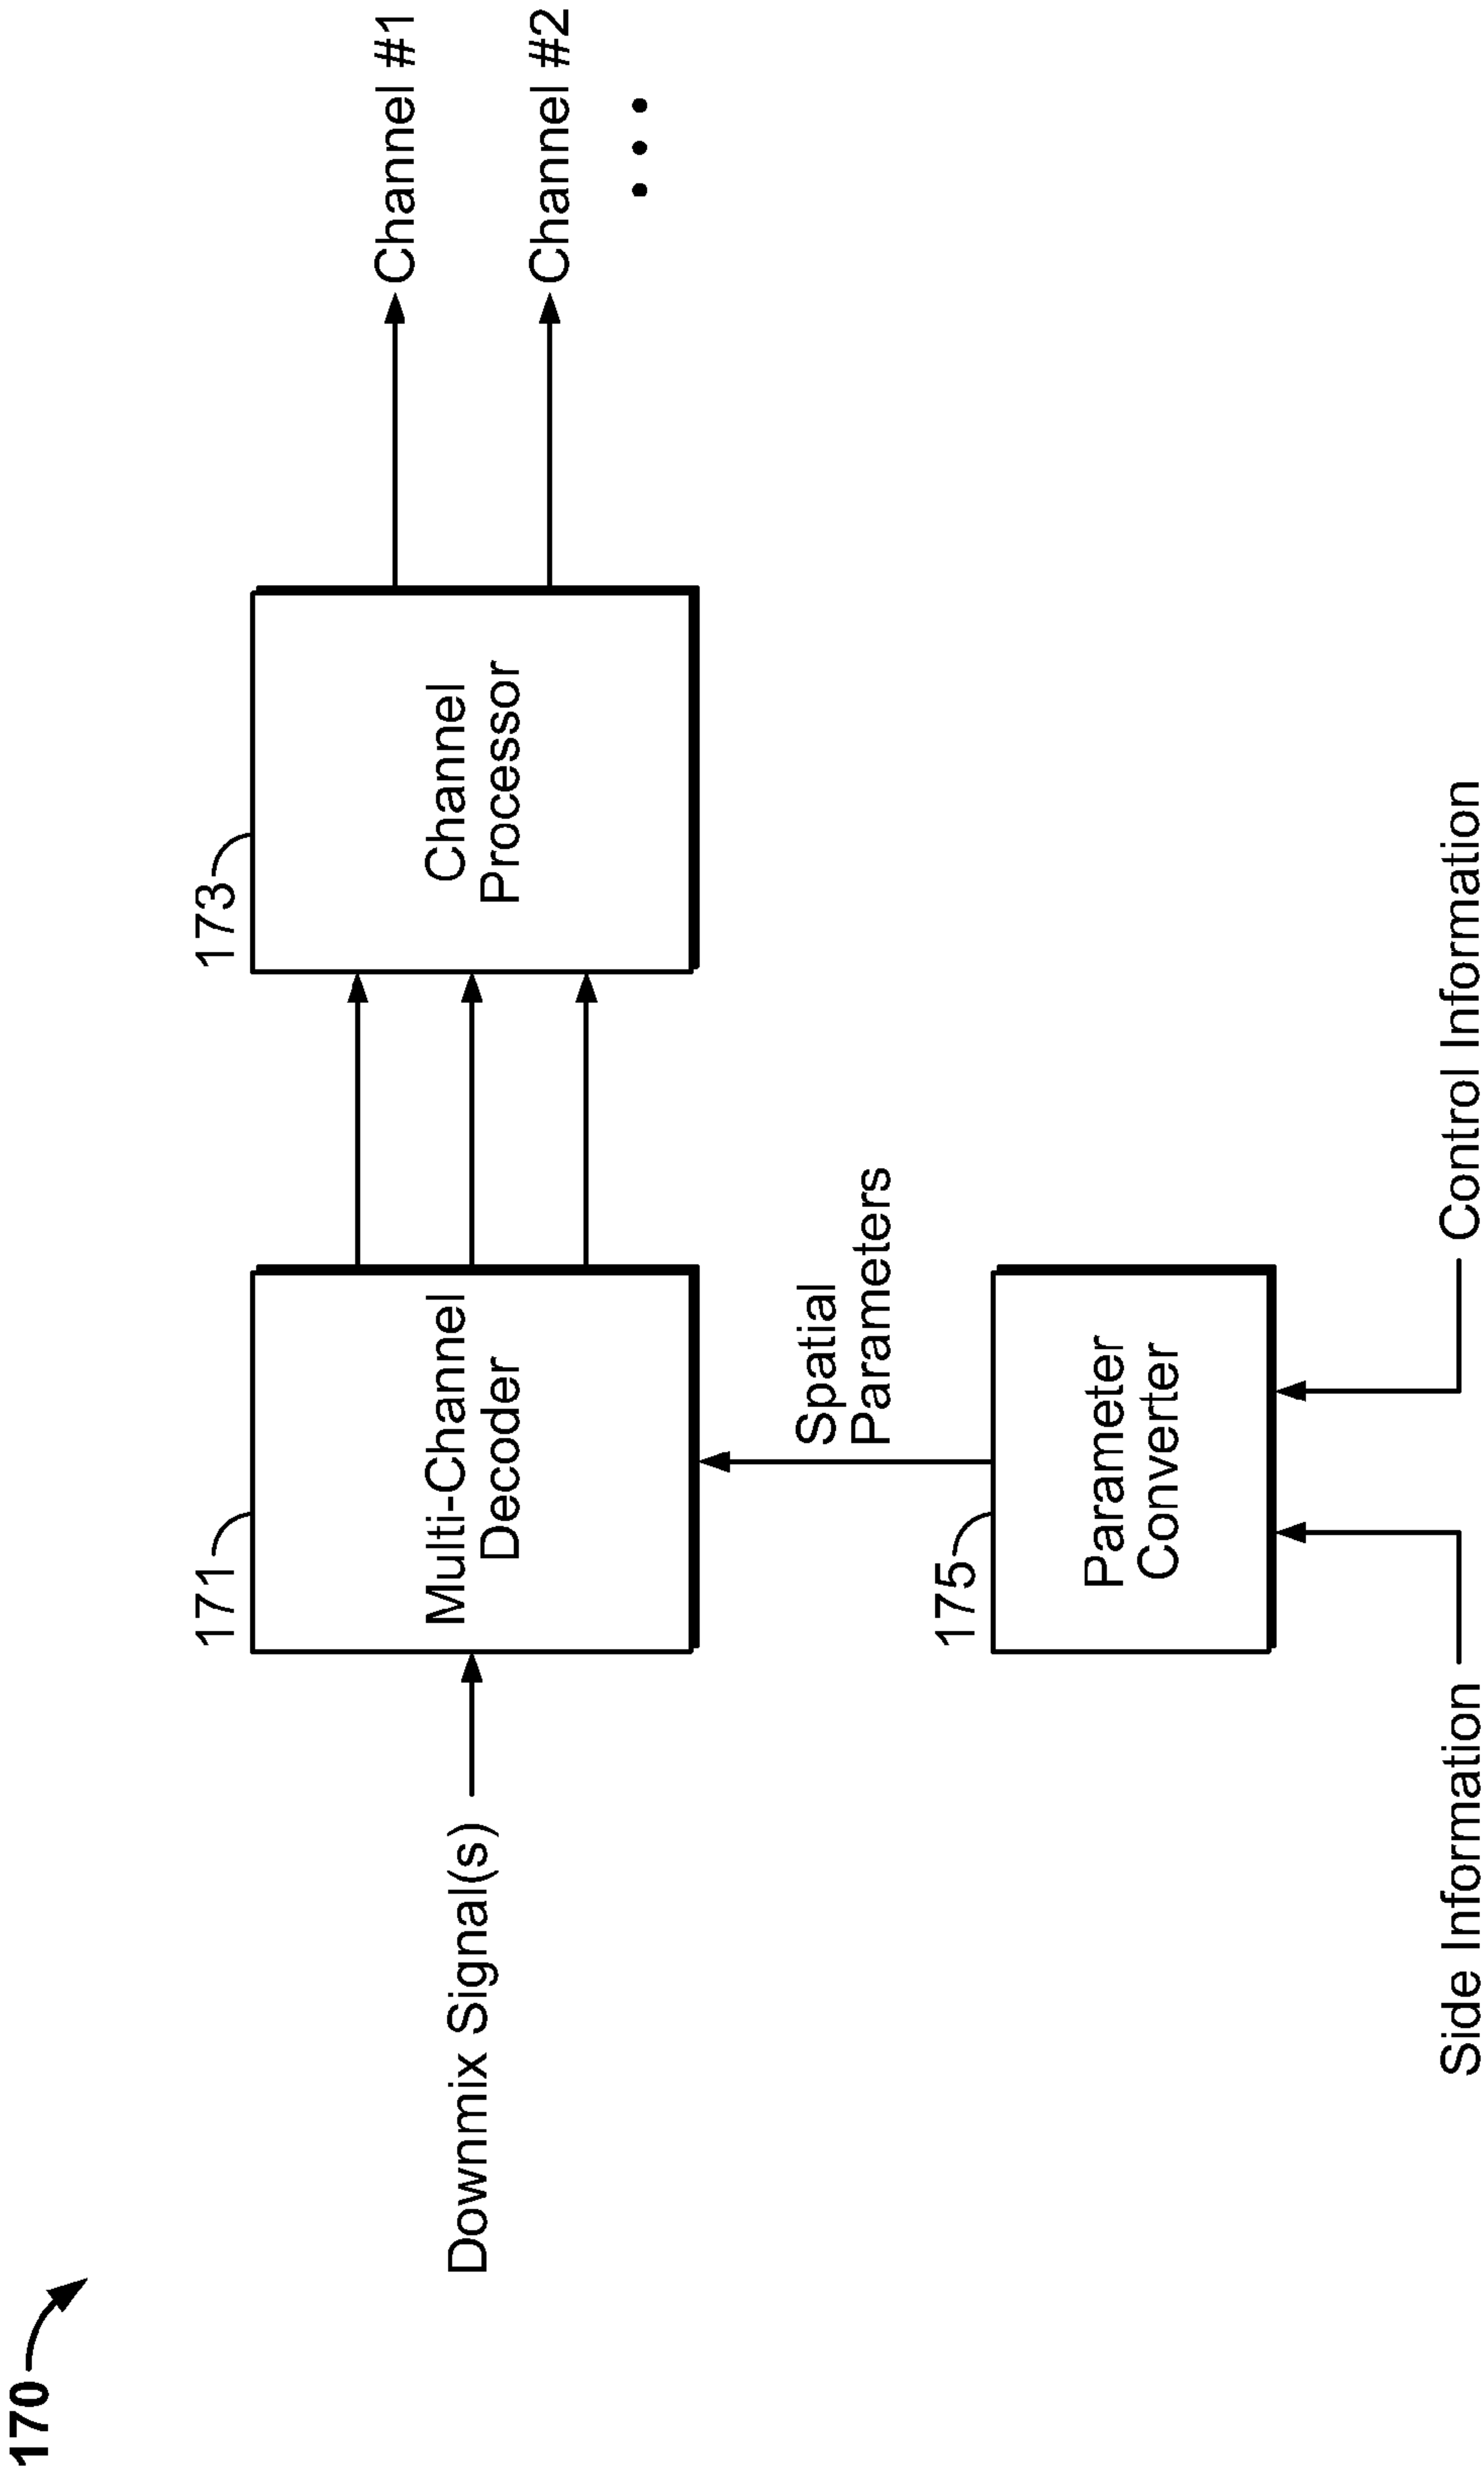 170
171
173
Downmix Signal(s)
Multi-Channel
Decoder
Channel
Processor
Channel #1
Channel #2
Spatial
Parameters
175
Parameter
Converter
Side Information
Control Information